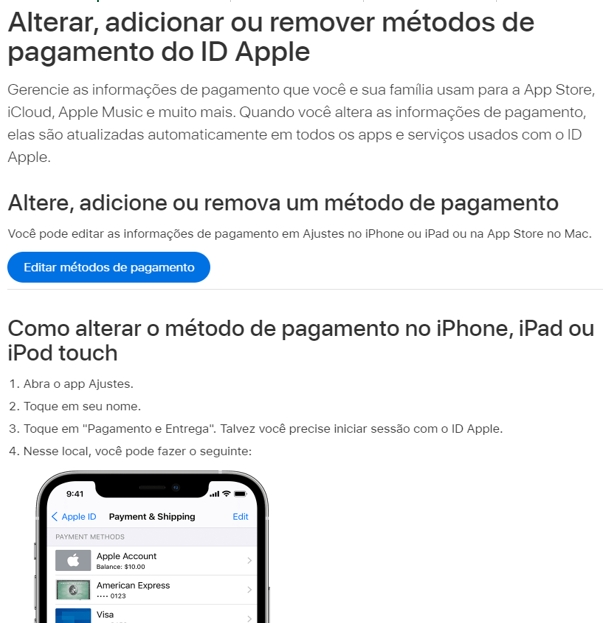 Alterar, adicionar ou remover métodos de
pagamento do ID Apple
Gerencie as informações de pagamento que você e sua família usam para a App Store,
iCloud, Apple Music e muito mais. Quando você altera as informações de pagamento,
elas são atualizadas automaticamente em todos os apps e serviços usados com o ID
Apple.
Altere, adicione ou remova um método de pagamento
Você pode editar as informações de pagamento em Ajustes no iPhone ou iPad ou na App Store no Mac.
Editar métodos de pagamento
Como alterar o método de pagamento no iPhone, iPad ou
iPod touch
1. Abra o app Ajustes.
2. Toque em seu nome.
3. Toque em "Pagamento e Entrega". Talvez você precise iniciar sessão com o ID Apple.
4. Nesse local, você pode fazer o seguinte:
9:41
Apple ID Payment & Shipping Edit
PAYMENT METHODS
Apple Account
Balance: $10.00
American Express
•••• 0123
Visa